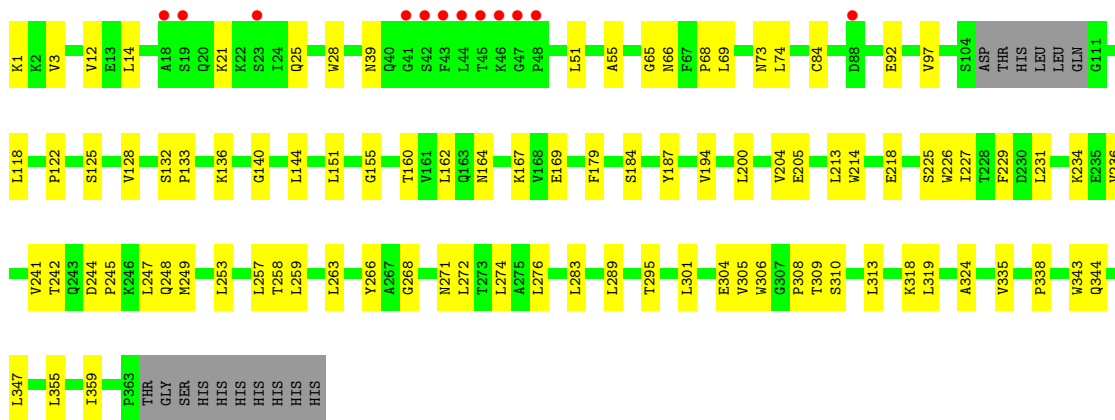 K1 K2 V3 V12 E13 L14 A18 S19 Q20 K21 K22 S23 I24 Q25 W28 N39 Q40 G41 S42 F43 L44 T45 K46 G47 P48 L51 A55 G65 N66 F67 P68 L69 N73 L74 C84 D88 E92 V97 S104 ASP THR HIS LEU LEU GLN G111
L118 P122 S125 V128 S132 P133 K136 G140 L144 L151 G155 T160 V161 L162 Q163 N164 K167 V168 E169 F179 S184 Y187 V194 L200 V204 E205 L213 W214 E218 S225 W226 I227 T228 F229 D230 L231 K234 E235 V236
V241 T242 Q243 D244 P245 K246 L247 Q248 M249 L253 L257 T258 L259 L263 Y266 A267 G268 N271 L272 T273 L274 A275 L276 L283 L289 T295 L301 E304 V305 W306 G307 P308 T309 S310 L313 K318 L319 A324 V335 P338 W343 Q344
L347 L355 I359 P363 THR GLY SER HIS HIS HIS HIS HIS HIS